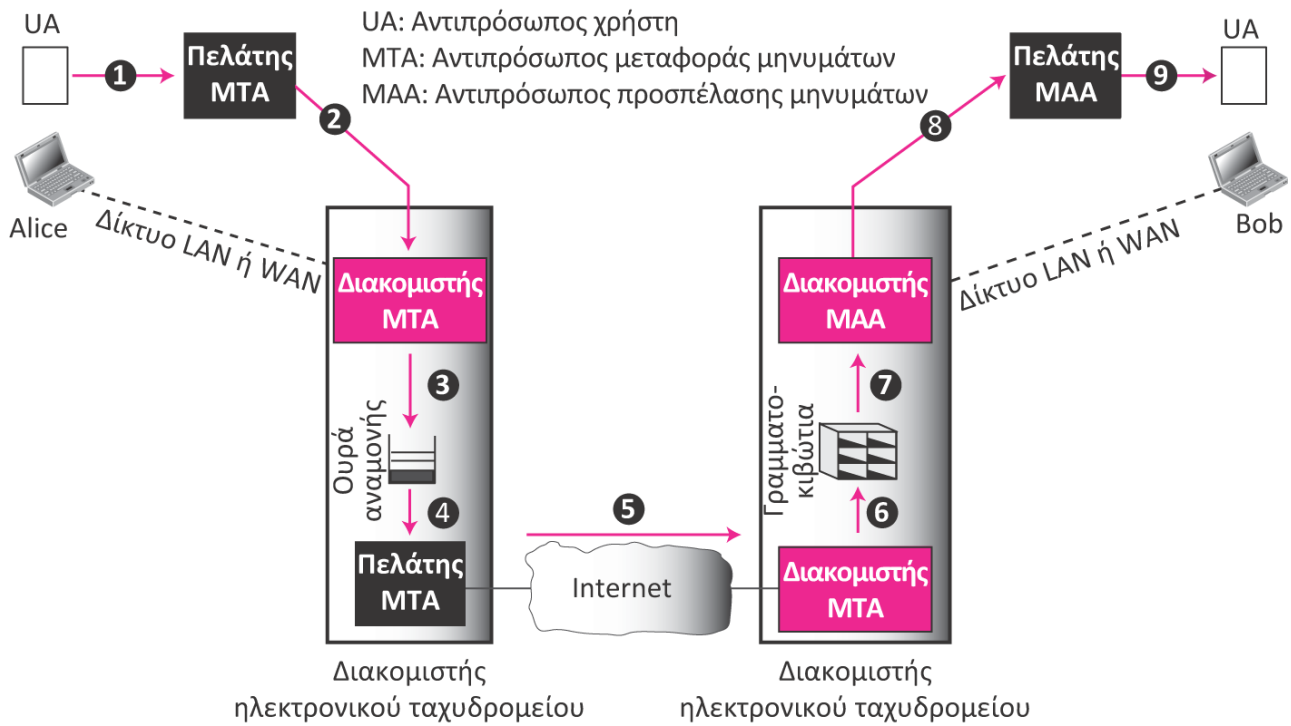 UA
UA: Αντιπρόσωπος χρήστη
MTA: Αντιπρόσωπος μεταφοράς μηνυμάτων
MAA: Αντιπρόσωπος προσπέλασης μηνυμάτων
UA
1
Πελάτης
MTA
2
8
Πελάτης
MAA
9
Alice
Δίκτυο LAN ή WAN
Bob
Δίκτυο LAN ή WAN
Διακομιστής
MTA
3
Ουρά
αναμονής
4
Πελάτης
MTA
5
Internet
Διακομιστής
MAA
7
Γραμματο-
κιβώτια
6
Διακομιστής
MTA
Διακομιστής
ηλεκτρονικού ταχυδρομείου
Διακομιστής
ηλεκτρονικού ταχυδρομείου